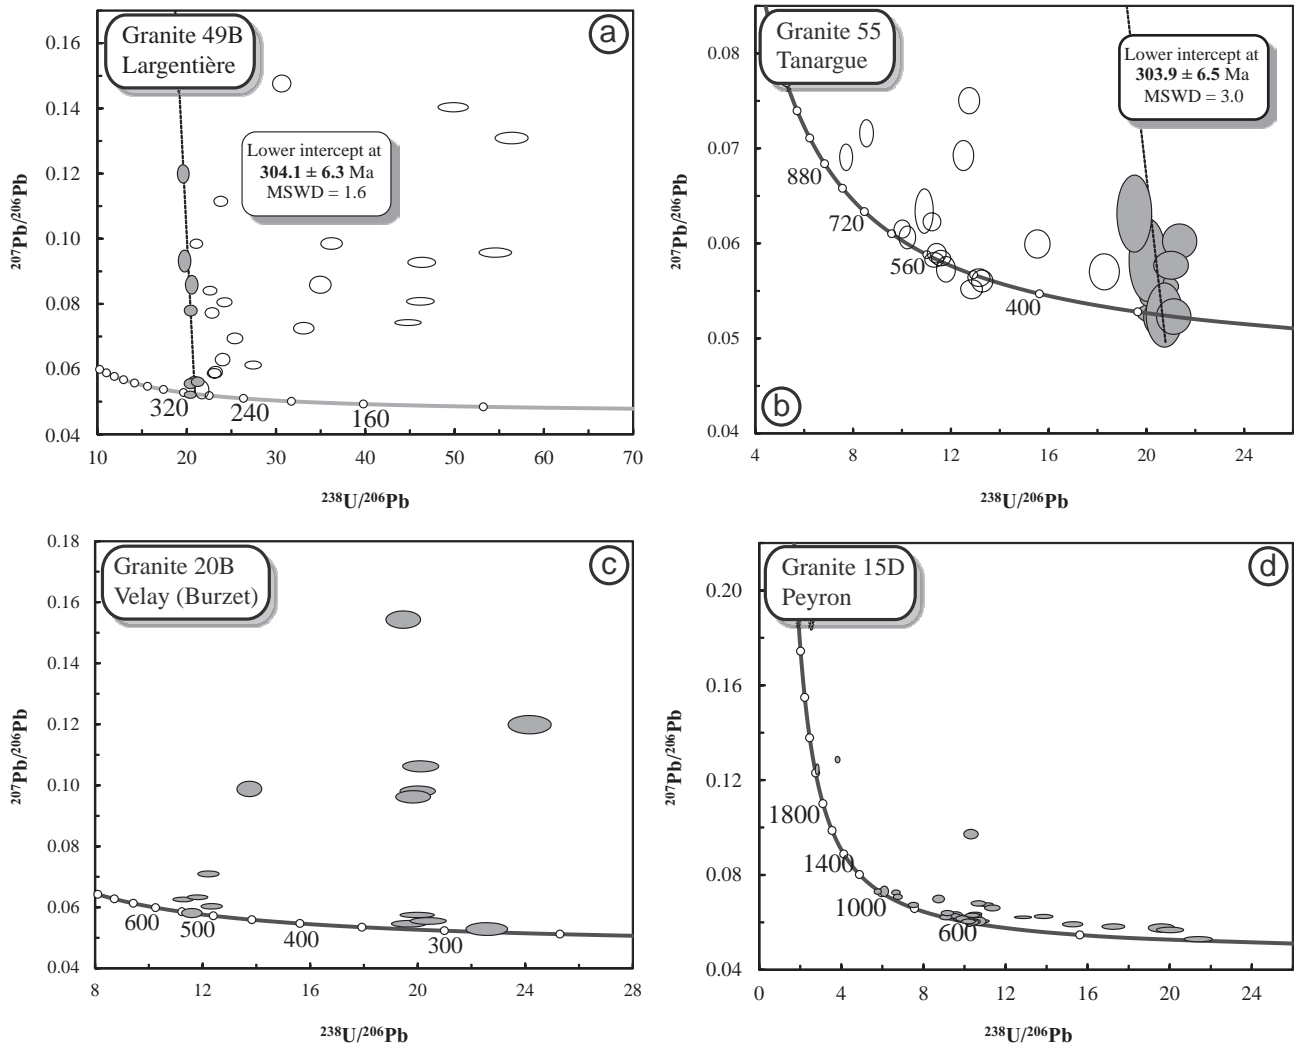 Granite 49B
Largentière
a
0.16
0.14
0.12
0.10
0.08
0.06
0.04
207Pb/206Pb
Lower intercept at
304.1 ± 6.3 Ma
MSWD = 1.6
320
240
160
10
20
30
40
50
60
70
238U/206Pb
Granite 55
Tanargue
b
0.08
0.07
0.06
0.05
0.04
207Pb/206Pb
Lower intercept at
303.9 ± 6.5 Ma
MSWD = 3.0
880
720
560
400
4
8
12
16
20
24
238U/206Pb
Granite 20B
Velay (Burzet)
c
0.18
0.16
0.14
0.12
0.10
0.08
0.06
0.04
207Pb/206Pb
600
500
400
300
8
12
16
20
24
28
238U/206Pb
Granite 15D
Peyron
d
0.20
0.16
0.12
0.08
0.04
207Pb/206Pb
1800
1400
1000
600
0
4
8
12
16
20
24
238U/206Pb